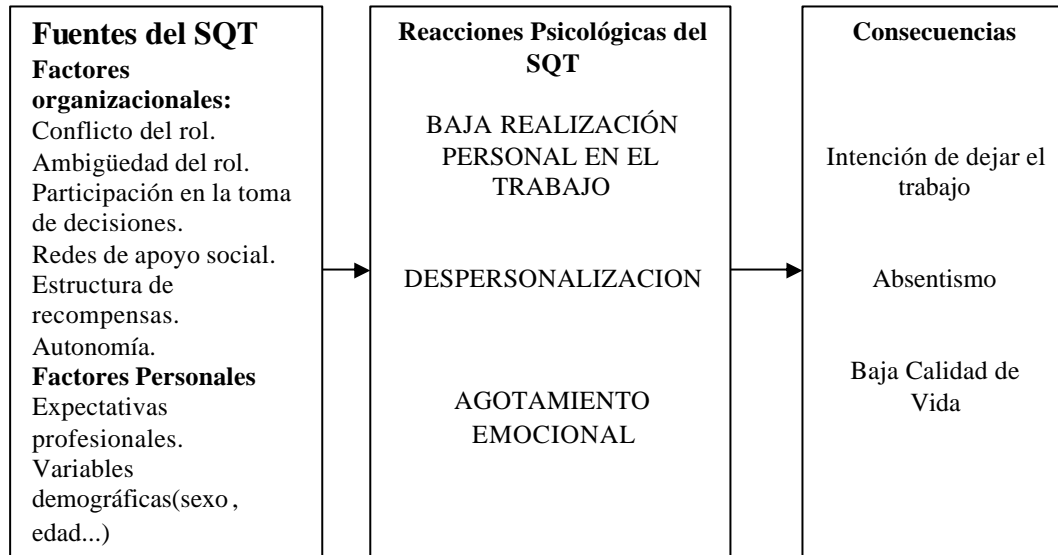 Fuentes del SQT
Factores
organizacionales:
Conflicto del rol.
Ambigüedad del rol.
Participación en la toma
de decisiones.
Redes de apoyo social.
Estructura de
recompensas.
Autonomía.
Factores Personales
Expectativas
profesionales.
Variables
demográficas(sexo,
edad...)
Reacciones Psicológicas del
SQT
BAJA REALIZACIÓN
PERSONAL EN EL
TRABAJO
DESPERSONALIZACION
AGOTAMIENTO
EMOCIONAL
Consecuencias
Intención de dejar el
trabajo
Absentismo
Baja Calidad de
Vida